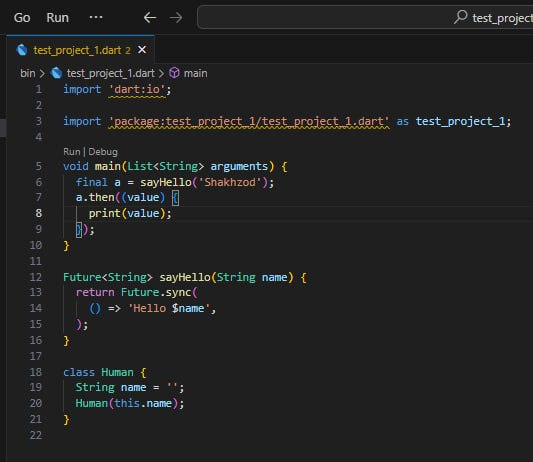 Go Run ··· test_project
test_project_1.dart 2
bin > test_project_1.dart > main
1 import 'dart:io';
2
3 import 'package:test_project_1/test_project_1.dart' as test_project_1;
4
Run | Debug
5 void main(List<String> arguments) {
6 final a = sayHello('Shakhzod');
7 a.then((value) {
8 print(value);
9 });
10 }
11
12 Future<String> sayHello(String name) {
13 return Future.sync(
14 () => 'Hello $name',
15 );
16 }
17
18 class Human {
19 String name = '';
20 Human(this.name);
21 }
22